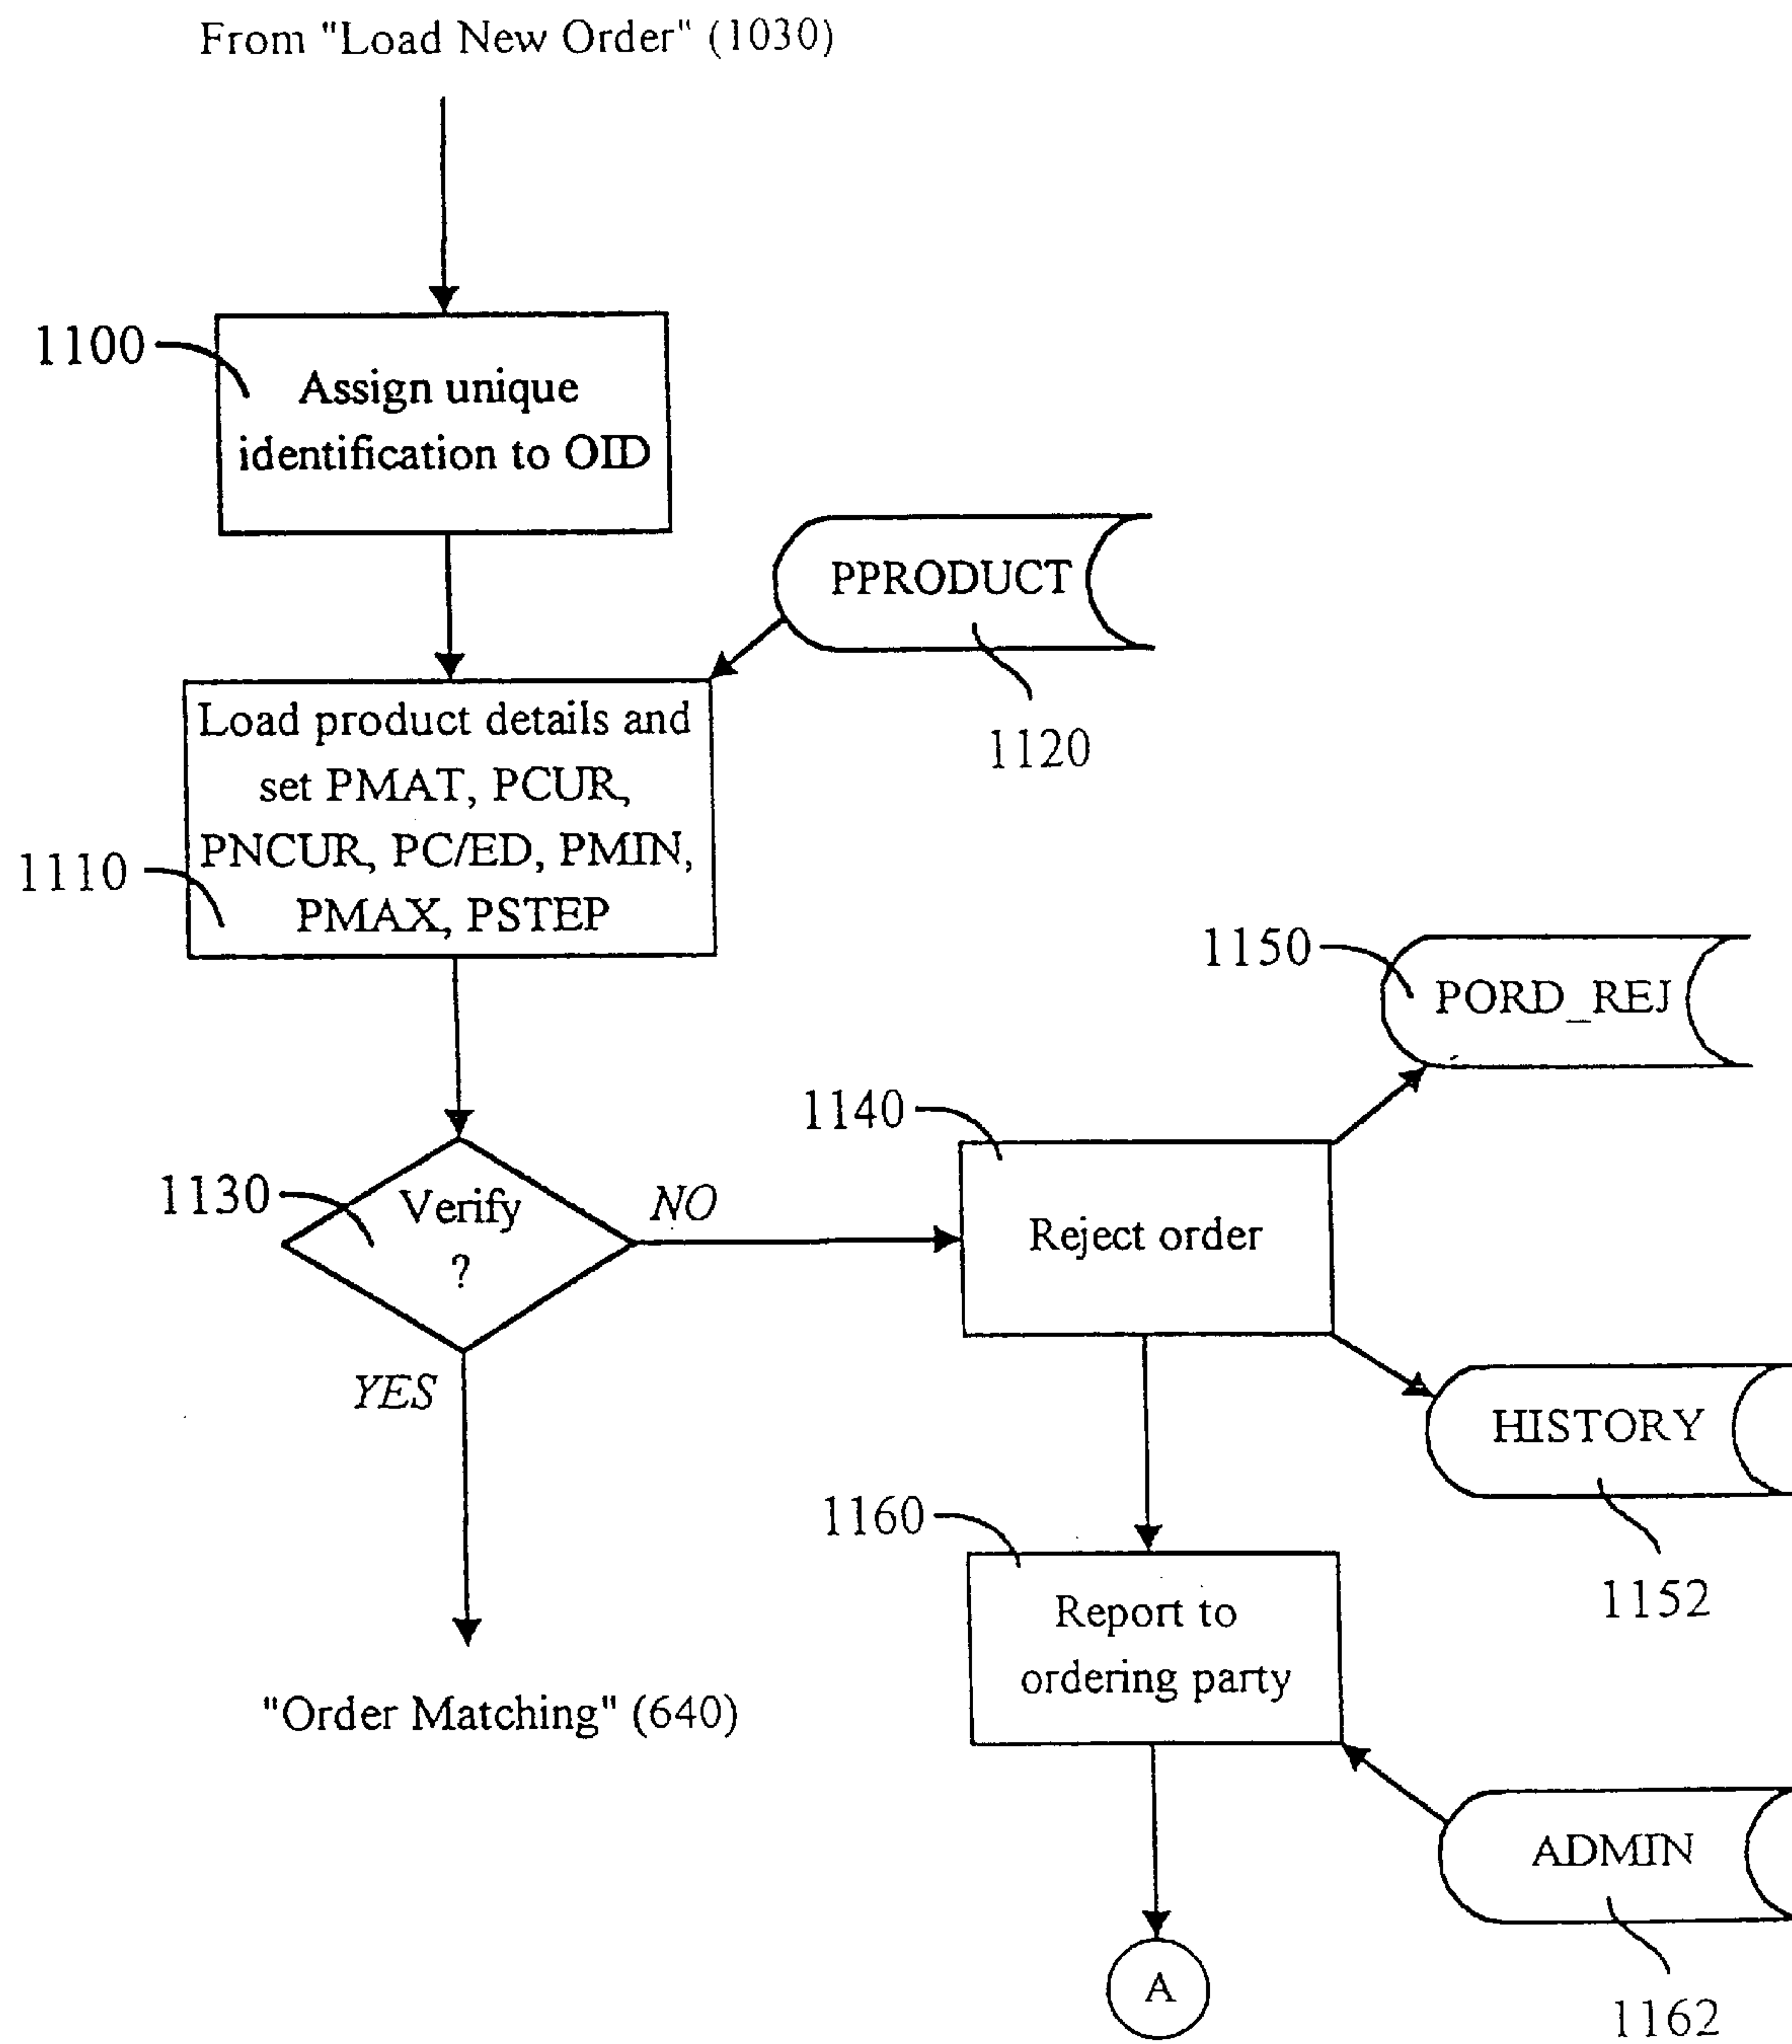 From "Load New Order" (1030)
1100
Assign unique
identification to OID
PPRODUCT
1120
Load product details and
set PMAT, PCUR,
PNCUR, PC/ED, PMIN,
PMAX, PSTEP
1110
1150
PORD_REJ
1140
Reject order
1130
Verify
?
NO
YES
HISTORY
1152
1160
Report to
ordering party
"Order Matching" (640)
ADMIN
1162
A